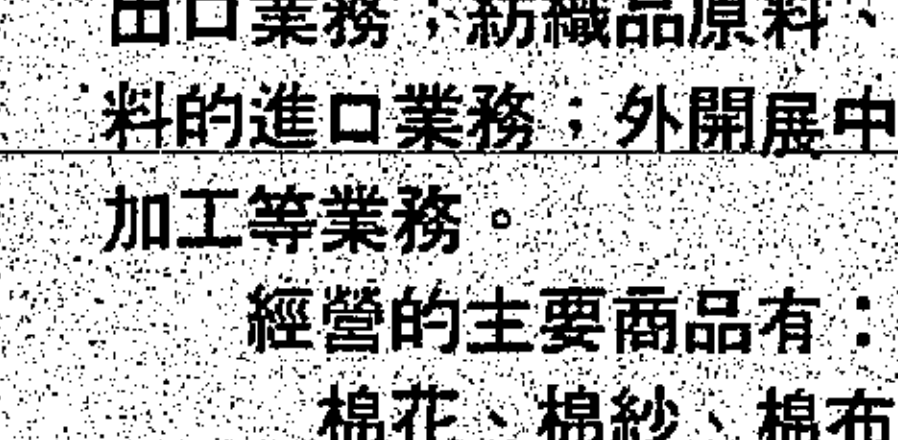 出口業務；紡織品原料、
料的進口業務；外開展中
加工等業務。
經營的主要商品有：
棉花、棉紗、棉布